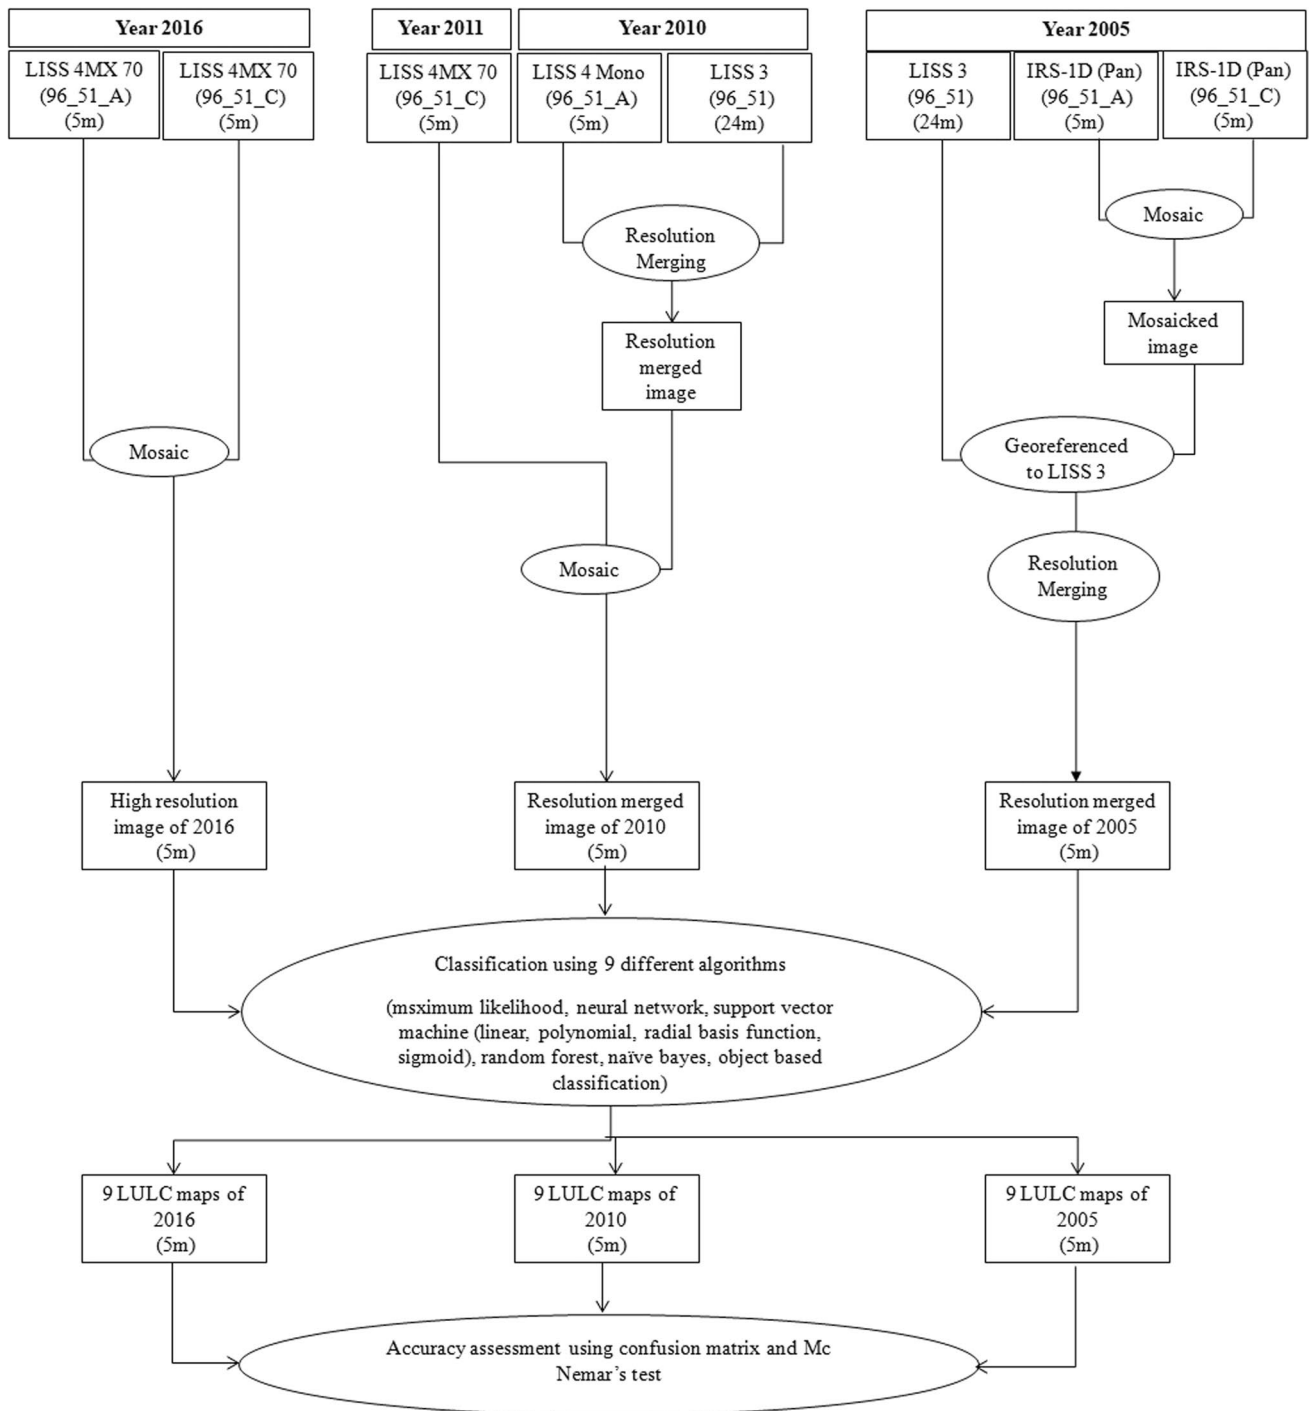 Year 2016
LISS 4MX 70
(96_51_A)
(5m)
LISS 4MX 70
(96_51_C)
(5m)
Year 2011
LISS 4MX 70
(96_51_C)
(5m)
Year 2010
LISS 4 Mono
(96_51_A)
(5m)
LISS 3
(96_51)
(24m)
Year 2005
LISS 3
(96_51)
(24m)
IRS-1D (Pan)
(96_51_A)
(5m)
IRS-1D (Pan)
(96_51_C)
(5m)
Mosaic
Resolution
Merging
Mosaicked
image
Resolution
merged
image
Mosaic
Georeferenced
to LISS 3
Mosaic
Resolution
Merging
High resolution
image of 2016
(5m)
Resolution merged
image of 2010
(5m)
Resolution merged
image of 2005
(5m)
Classification using 9 different algorithms
(msximum likelihood, neural network, support vector
machine (linear, polynomial, radial basis function,
sigmoid), random forest, naïve bayes, object based
classification)
9 LULC maps of
2016
(5m)
9 LULC maps of
2010
(5m)
9 LULC maps of
2005
(5m)
Accuracy assessment using confusion matrix and Mc
Nemar's test